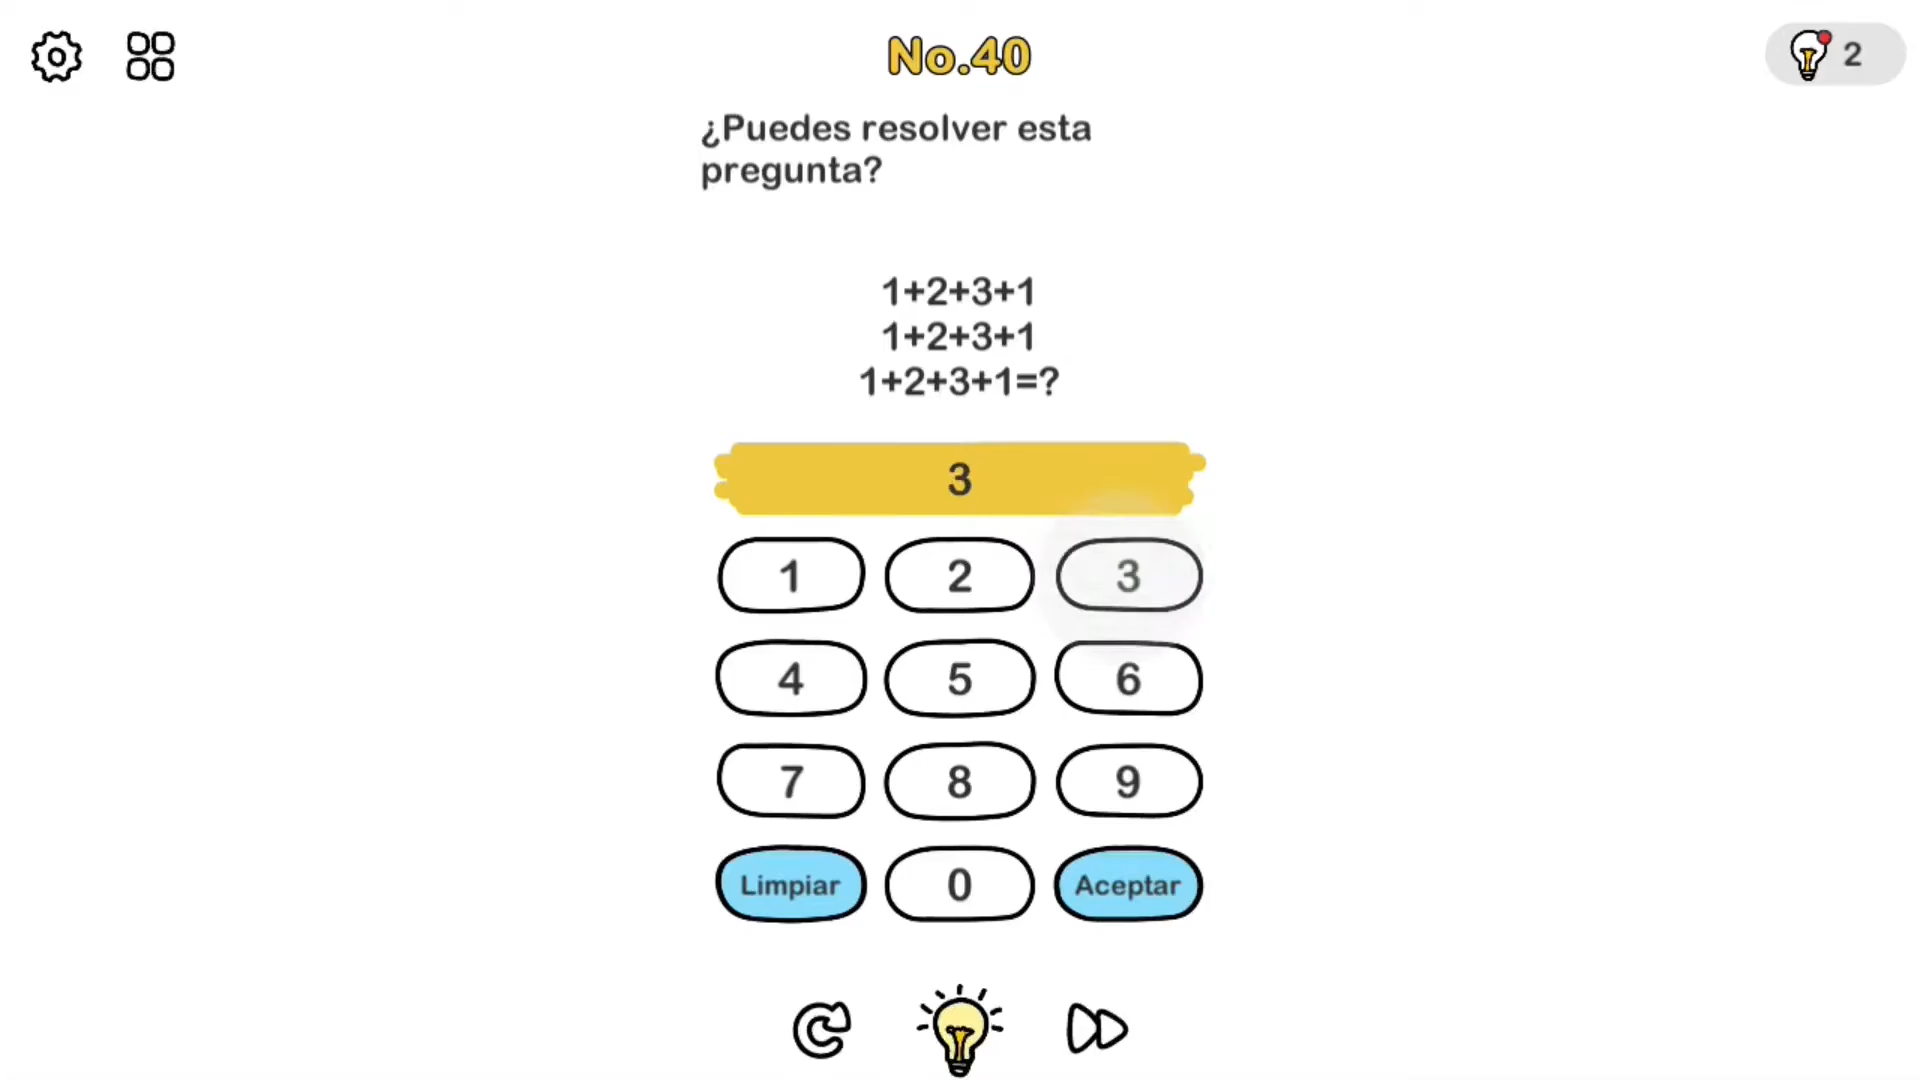 No.40
2
¿Puedes resolver esta
pregunta?
1+2+3+1
1+2+3+1
1+2+3+1=?
3
1 2 3
4 5 6
7 8 9
Limpiar 0 Aceptar